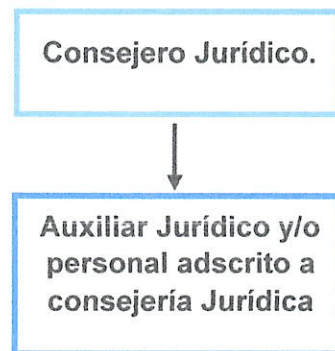 Consejero Jurídico.
Auxiliar Jurídico y/o
personal adscrito a
consejería Jurídica